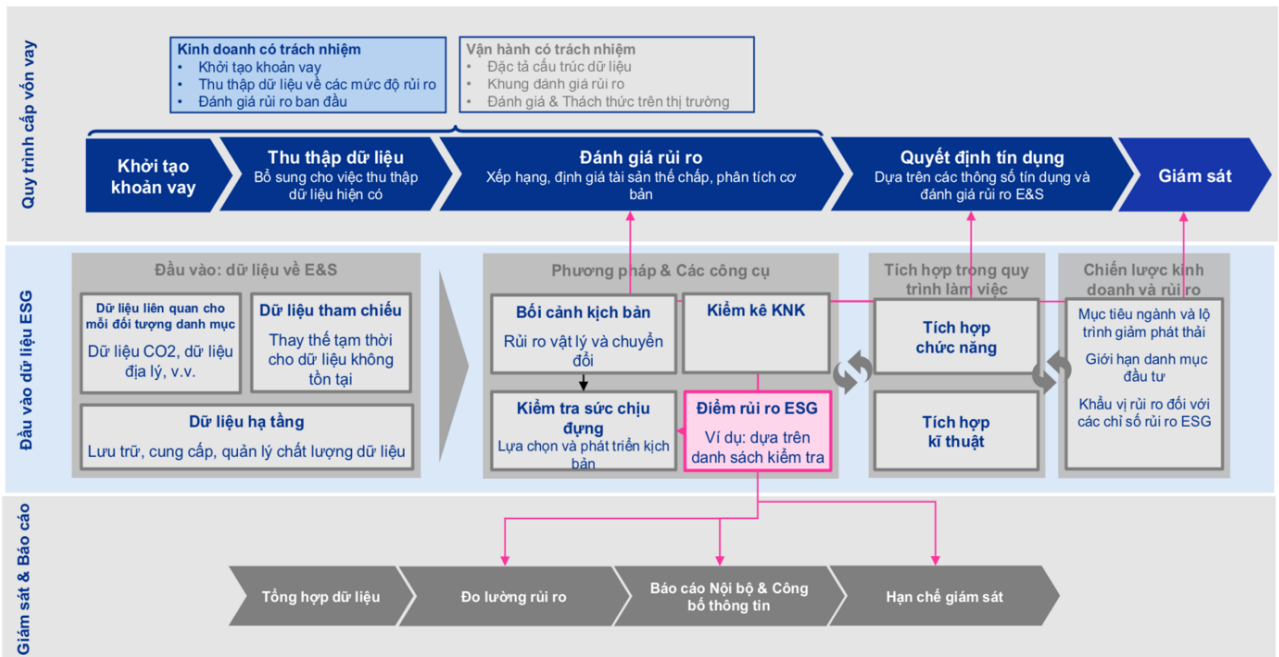 Quy trình cấp vốn vay
Kinh doanh có trách nhiệm
• Khởi tạo khoản vay
• Thu thập dữ liệu về các mức độ rủi ro
• Đánh giá rủi ro ban đầu
Vận hành có trách nhiệm
• Đặc tả cấu trúc dữ liệu
• Khung đánh giá rủi ro
• Đánh giá & Thách thức trên thị trường
Khởi tạo
khoản vay
Thu thập dữ liệu
Bổ sung cho việc thu thập
dữ liệu hiện có
Đánh giá rủi ro
Xếp hạng, định giá tài sản thế chấp, phân tích cơ
bản
Quyết định tín dụng
Dựa trên các thông số tín dụng và
đánh giá rủi ro E&S
Giám sát
Đầu vào dữ liệu ESG
Đầu vào: dữ liệu về E&S
Dữ liệu liên quan cho
mỗi đối tượng danh mục
Dữ liệu CO2, dữ liệu
địa lý, v.v.
Dữ liệu tham chiếu
Thay thế tạm thời
cho dữ liệu không
tồn tại
Dữ liệu hạ tầng
Lưu trữ, cung cấp, quản lý chất lượng dữ liệu
Phương pháp & Các công cụ
Bối cảnh kịch bản
Rủi ro vật lý và chuyển
đổi
Kiểm kê KNK
Kiểm tra sức chịu
đựng
Lựa chọn và phát triển kịch
bản
Điểm rủi ro ESG
Ví dụ: dựa trên
danh sách kiểm tra
Tích hợp trong quy
trình làm việc
Tích hợp
chức năng
Tích hợp
kĩ thuật
Chiến lược kinh
doanh và rủi ro
Mục tiêu ngành và lộ
trình giảm phát thải
Giới hạn danh mục
đầu tư
Khẩu vị rủi ro đối với
các chỉ số rủi ro ESG
Giám sát & Báo cáo
Tổng hợp dữ liệu
Đo lường rủi ro
Báo cáo Nội bộ & Công
bố thông tin
Hạn chế giám sát